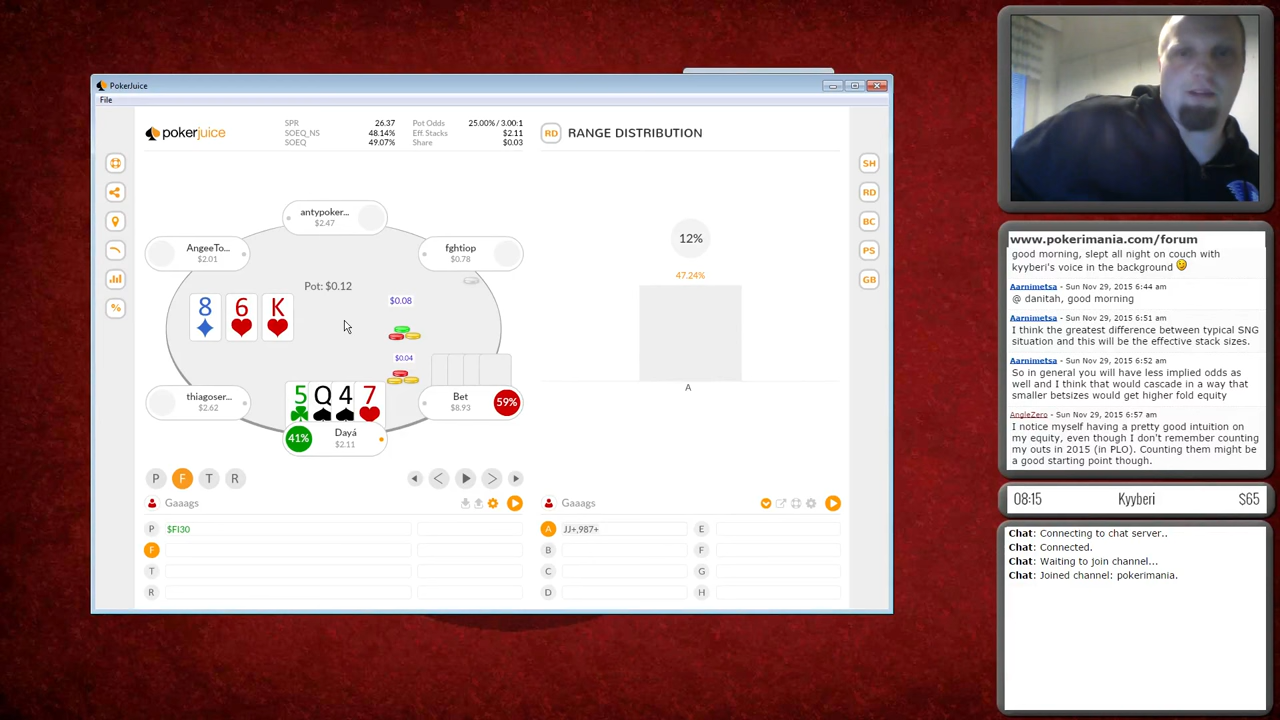 PokerJuice
File
pokerjuice
SPR 26.37 Pot Odds 25.00% / 3.00:1
SOEQ_NS 48.14% Eff. Stacks $2.11
SOEQ 49.07% Share $0.03
RD RANGE DISTRIBUTION
SH
RD
BC
PS
GB
%
antypoker...
$2.47
AngeeTo...
$2.01
fghtiop
$0.78
Pot: $0.12
$0.08
8 6 K
$0.04
5 Q 4 7
thiagoser...
$2.62
41%
Dayá
$2.11
Bet
$8.93
59%
12%
47.24%
A
P F T R
Gaaags
P $FI30
F
T
R
Gaaags
A JJ+,987+ E
B F
C G
D H
www.pokerimania.com/forum
good morning, slept all night on couch with
kyyberi's voice in the background
Aarnimetsa - Sun Nov 29, 2015 6:44 am
@ danitah, good morning
Aarnimetsa - Sun Nov 29, 2015 6:51 am
I think the greatest difference between typical SNG
situation and this will be the effective stack sizes.
Aarnimetsa - Sun Nov 29, 2015 6:52 am
So in general you will have less implied odds as
well and I think that would cascade in a way that
smaller betsizes would get higher fold equity
AngleZero - Sun Nov 29, 2015 6:57 am
I notice myself having a pretty good intuition on
my equity, even though I don't remember counting
my outs in 2015 (in PLO). Counting them might be
a good starting point though.
08:15 Kyyberi S65
Chat: Connecting to chat server..
Chat: Connected.
Chat: Waiting to join channel...
Chat: Joined channel: pokerimania.